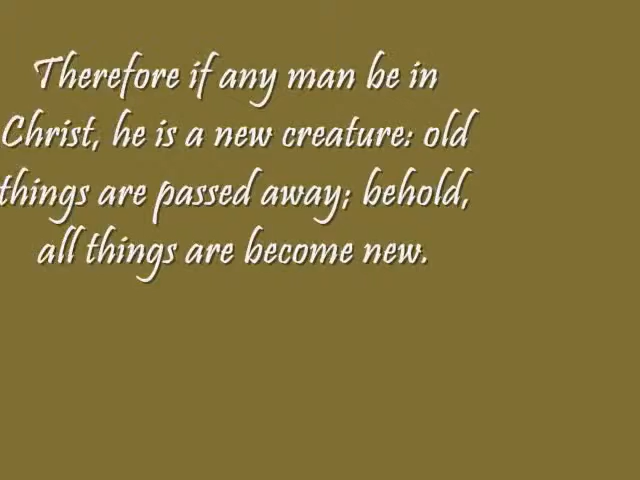 Therefore if any man be in
Christ, he is a new creature: old
things are passed away; behold,
all things are become new.